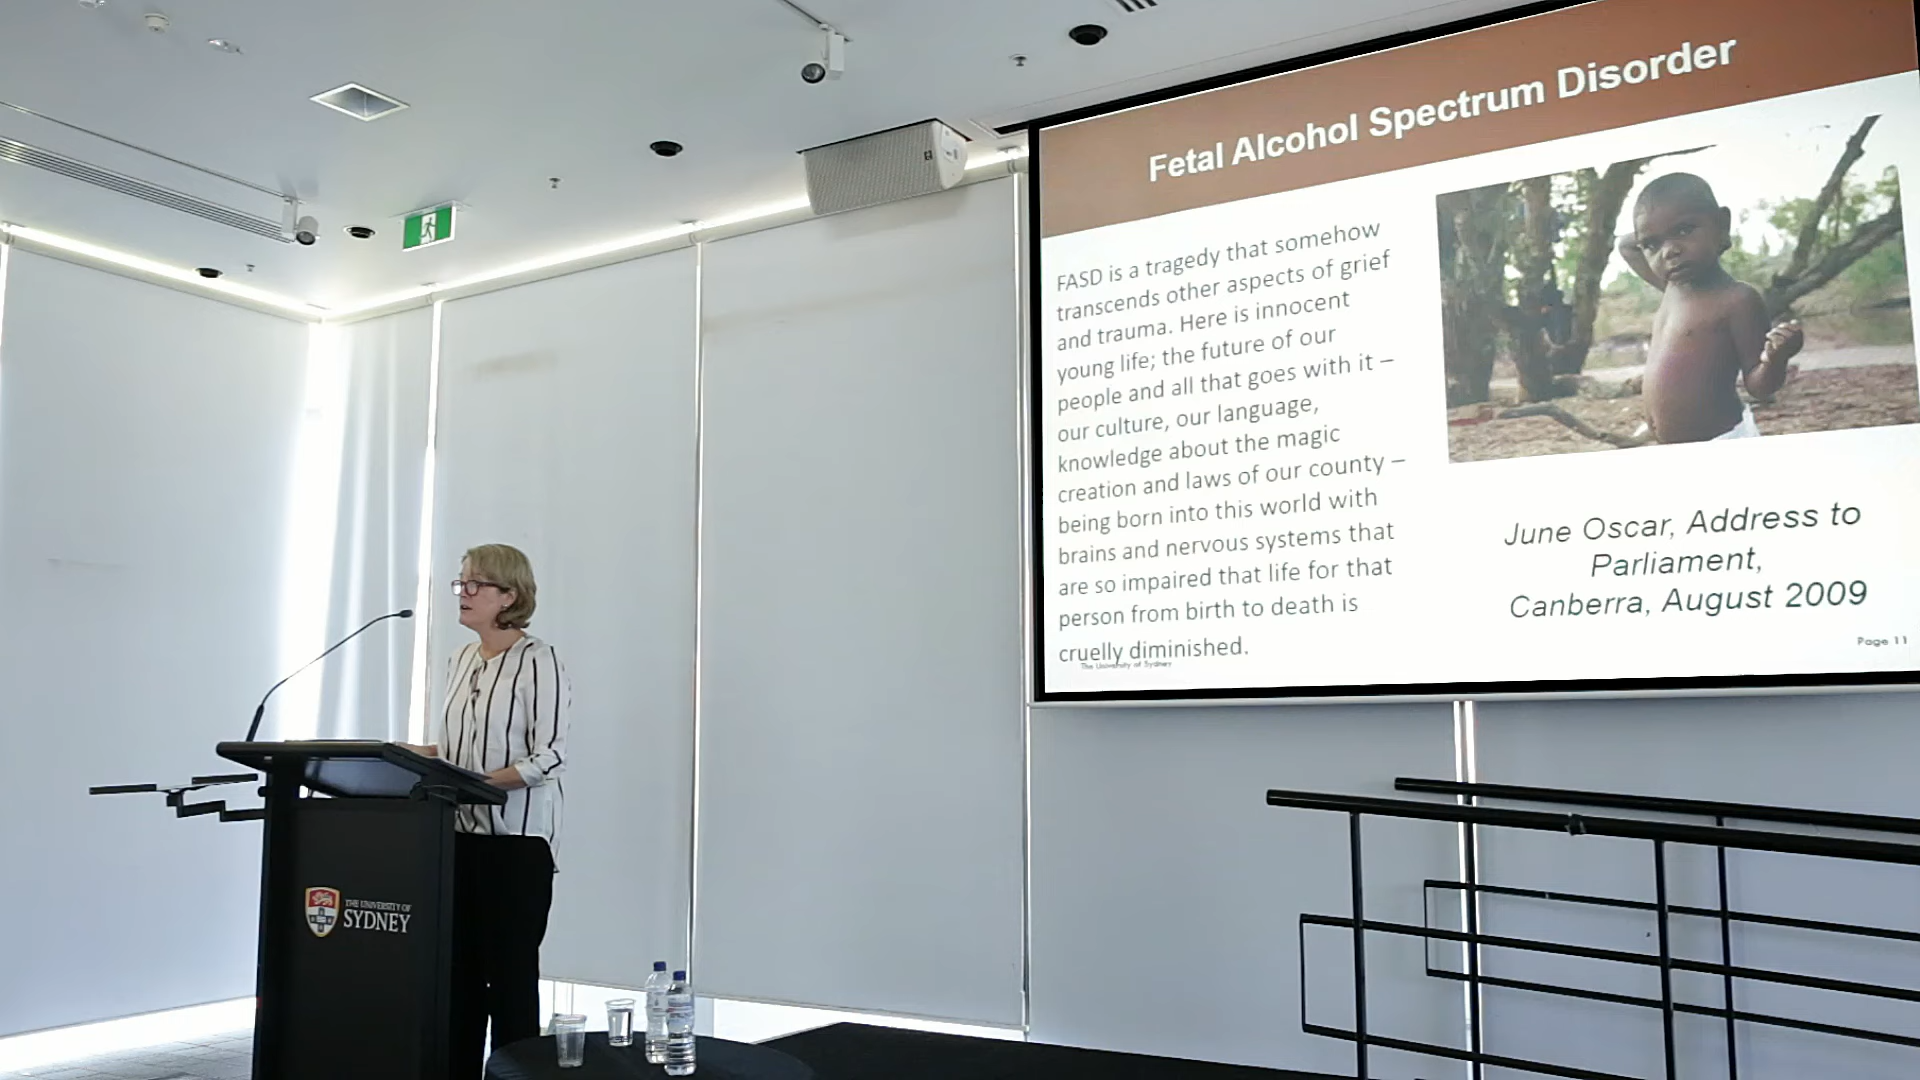 Fetal Alcohol Spectrum Disorder
FASD is a tragedy that somehow
transcends other aspects of grief
and trauma. Here is innocent
young life; the future of our
people and all that goes with it –
our culture, our language,
knowledge about the magic
creation and laws of our county –
being born into this world with
brains and nervous systems that
are so impaired that life for that
person from birth to death is
cruelly diminished.
The University of Sydney
June Oscar, Address to
Parliament,
Canberra, August 2009
Page 11
THE UNIVERSITY OF
SYDNEY